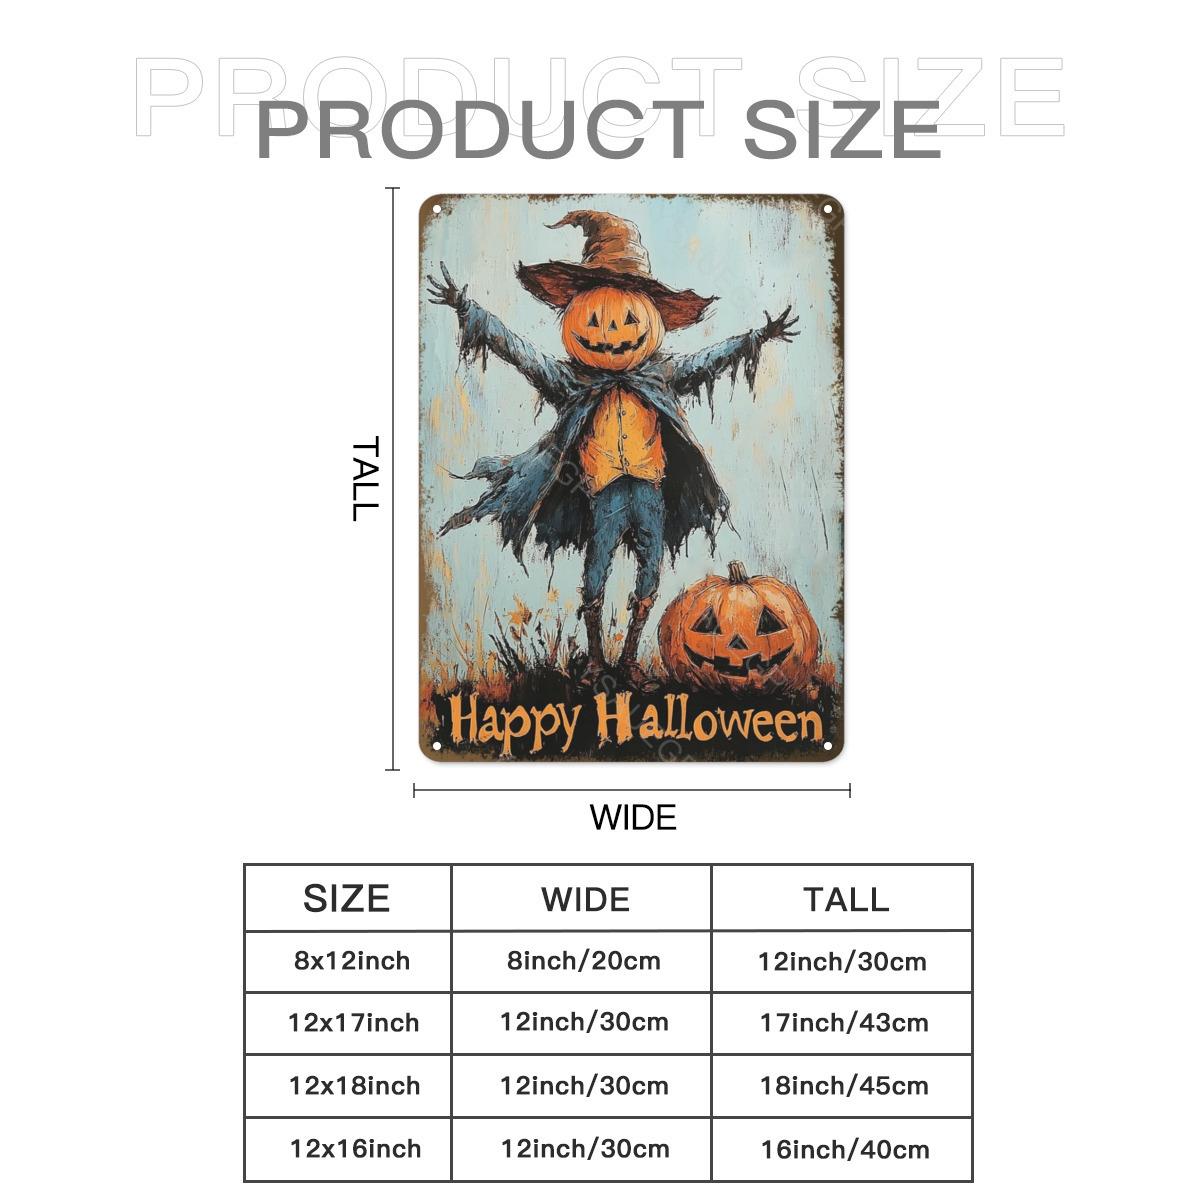 PRODUCT SIZE
PRODUCT SIZE
TALL
Happy Halloween
WIDE
SIZE WIDE TALL
8x12inch 8inch/20cm 12inch/30cm
12x17inch 12inch/30cm 17inch/43cm
12x18inch 12inch/30cm 18inch/45cm
12x16inch 12inch/30cm 16inch/40cm